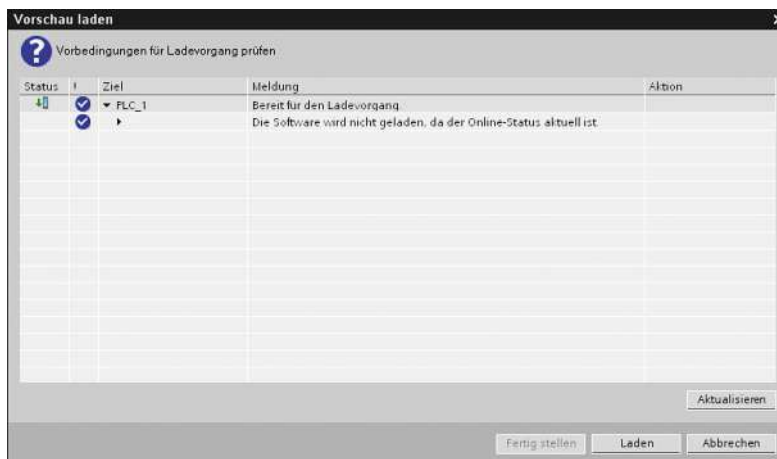 Vorschau laden
Vorbedingungen für Ladevorgang prüfen
Status ! Ziel Meldung Aktion
PLC_1 Bereit für den Ladevorgang.
Die Software wird nicht geladen, da der Online-Status aktuell ist.
Aktualisieren
Fertig stellen Laden Abbrechen